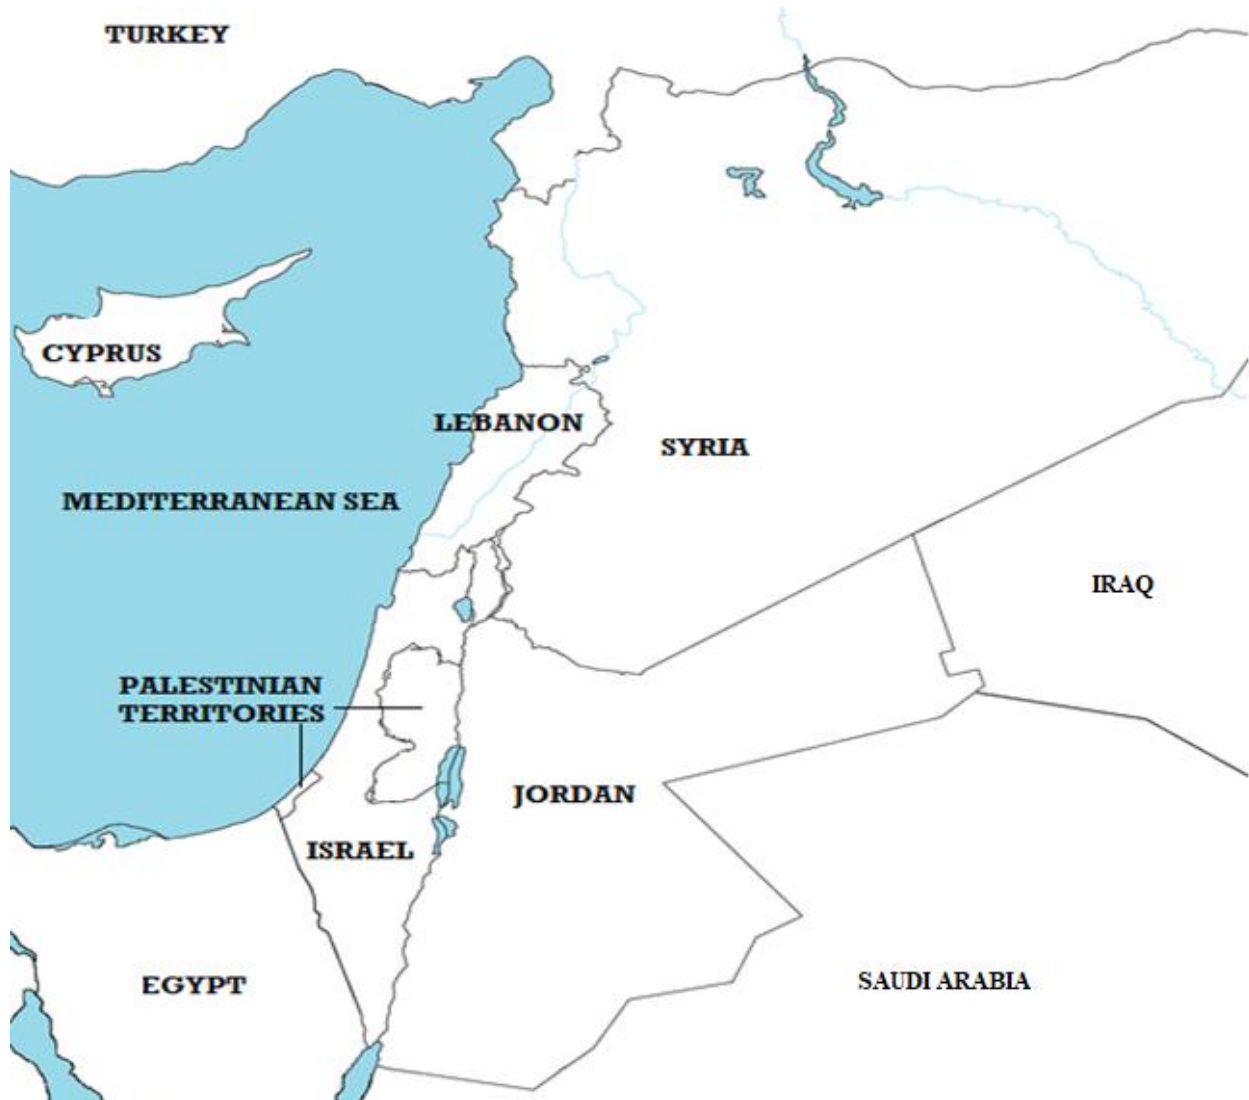 TURKEY
CYPRUS
LEBANON
SYRIA
MEDITERRANEAN SEA
IRAQ
PALESTINIAN
TERRITORIES
JORDAN
ISRAEL
EGYPT
SAUDI ARABIA